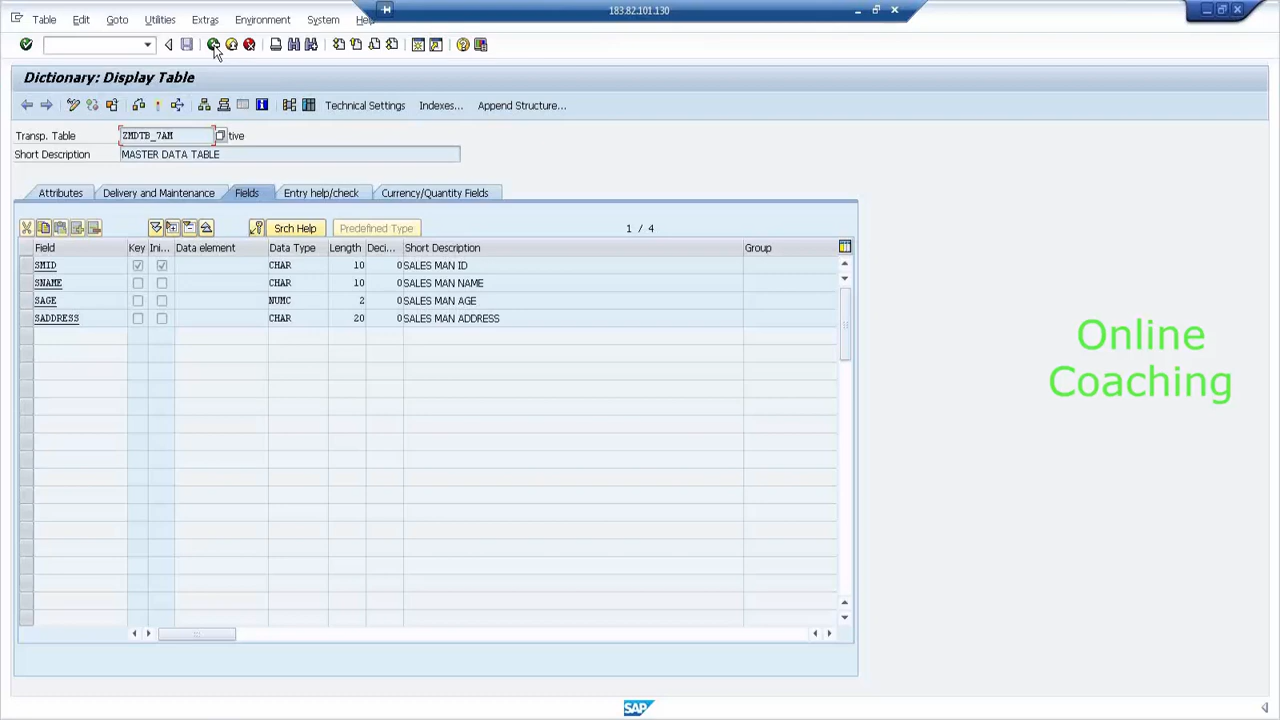 183.82.101.130
Table Edit Goto Utilities Extras Environment System Help
Dictionary: Display Table
Technical Settings Indexes... Append Structure...
Transp. Table ZMDTB_7AM tive
Short Description MASTER DATA TABLE
Attributes Delivery and Maintenance Fields Entry help/check Currency/Quantity Fields
Srch Help Predefined Type 1 / 4
Field Key Ini... Data element Data Type Length Deci... Short Description Group
SMID CHAR 10 0 SALES MAN ID
SNAME CHAR 10 0 SALES MAN NAME
SAGE NUMC 2 0 SALES MAN AGE
SADDRESS CHAR 20 0 SALES MAN ADDRESS
Online
Coaching
SAP